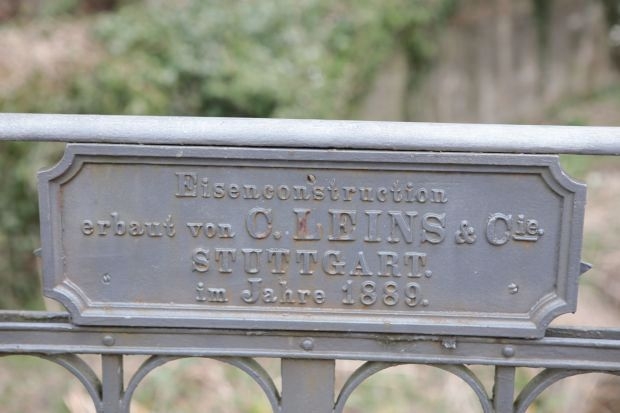 Eisenconstruction
erbaut von C. LEINS & Cie.
STUTTGART.
im Jahre 1889.